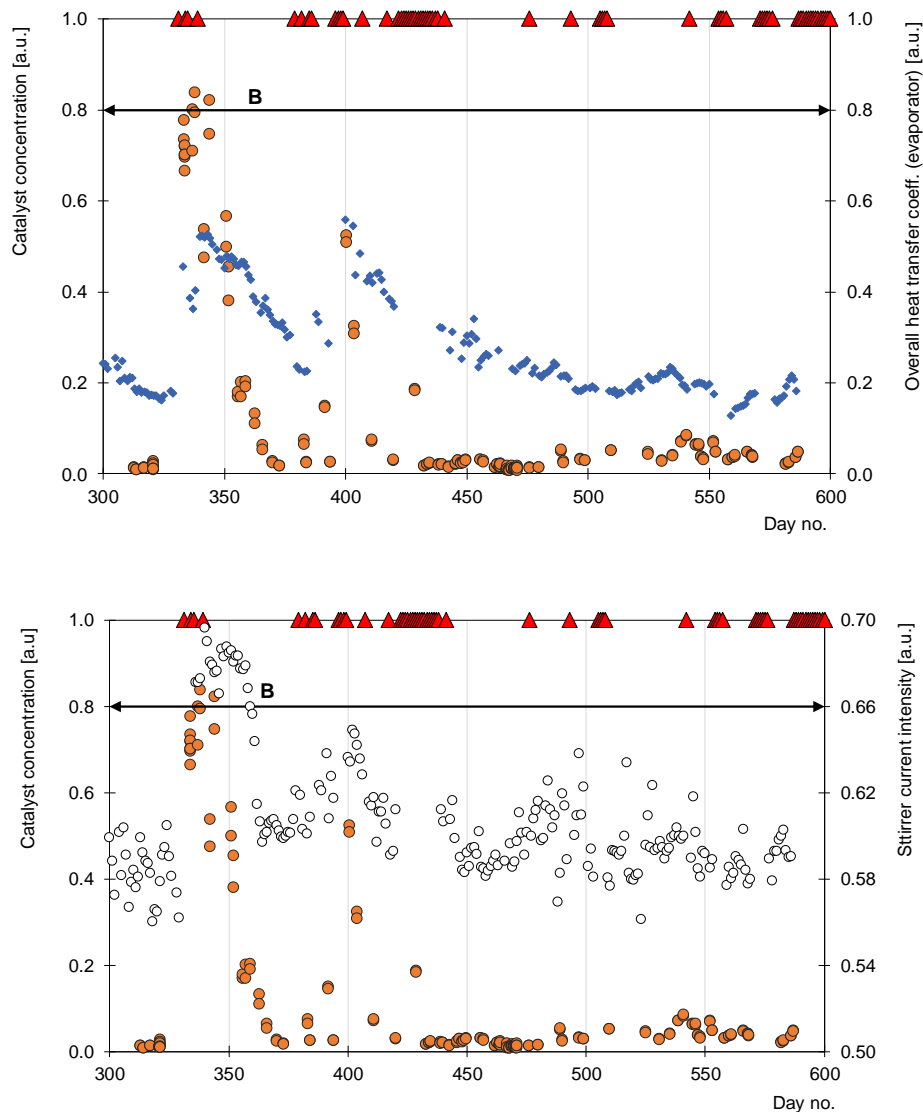 Catalyst concentration [a.u.]
1.0
0.8
0.6
0.4
0.2
0.0
B
1.0
0.8
0.6
0.4
0.2
0.0
Overall heat transfer coeff. (evaporator) [a.u.]
300 350 400 450 500 550 600
Day no.
Catalyst concentration [a.u]
1.0
0.8
0.6
0.4
0.2
0.0
B
0.70
0.66
0.62
0.58
0.54
0.50
Sttirrer current intensity [a.u.]
300 350 400 450 500 550 600
Day no.